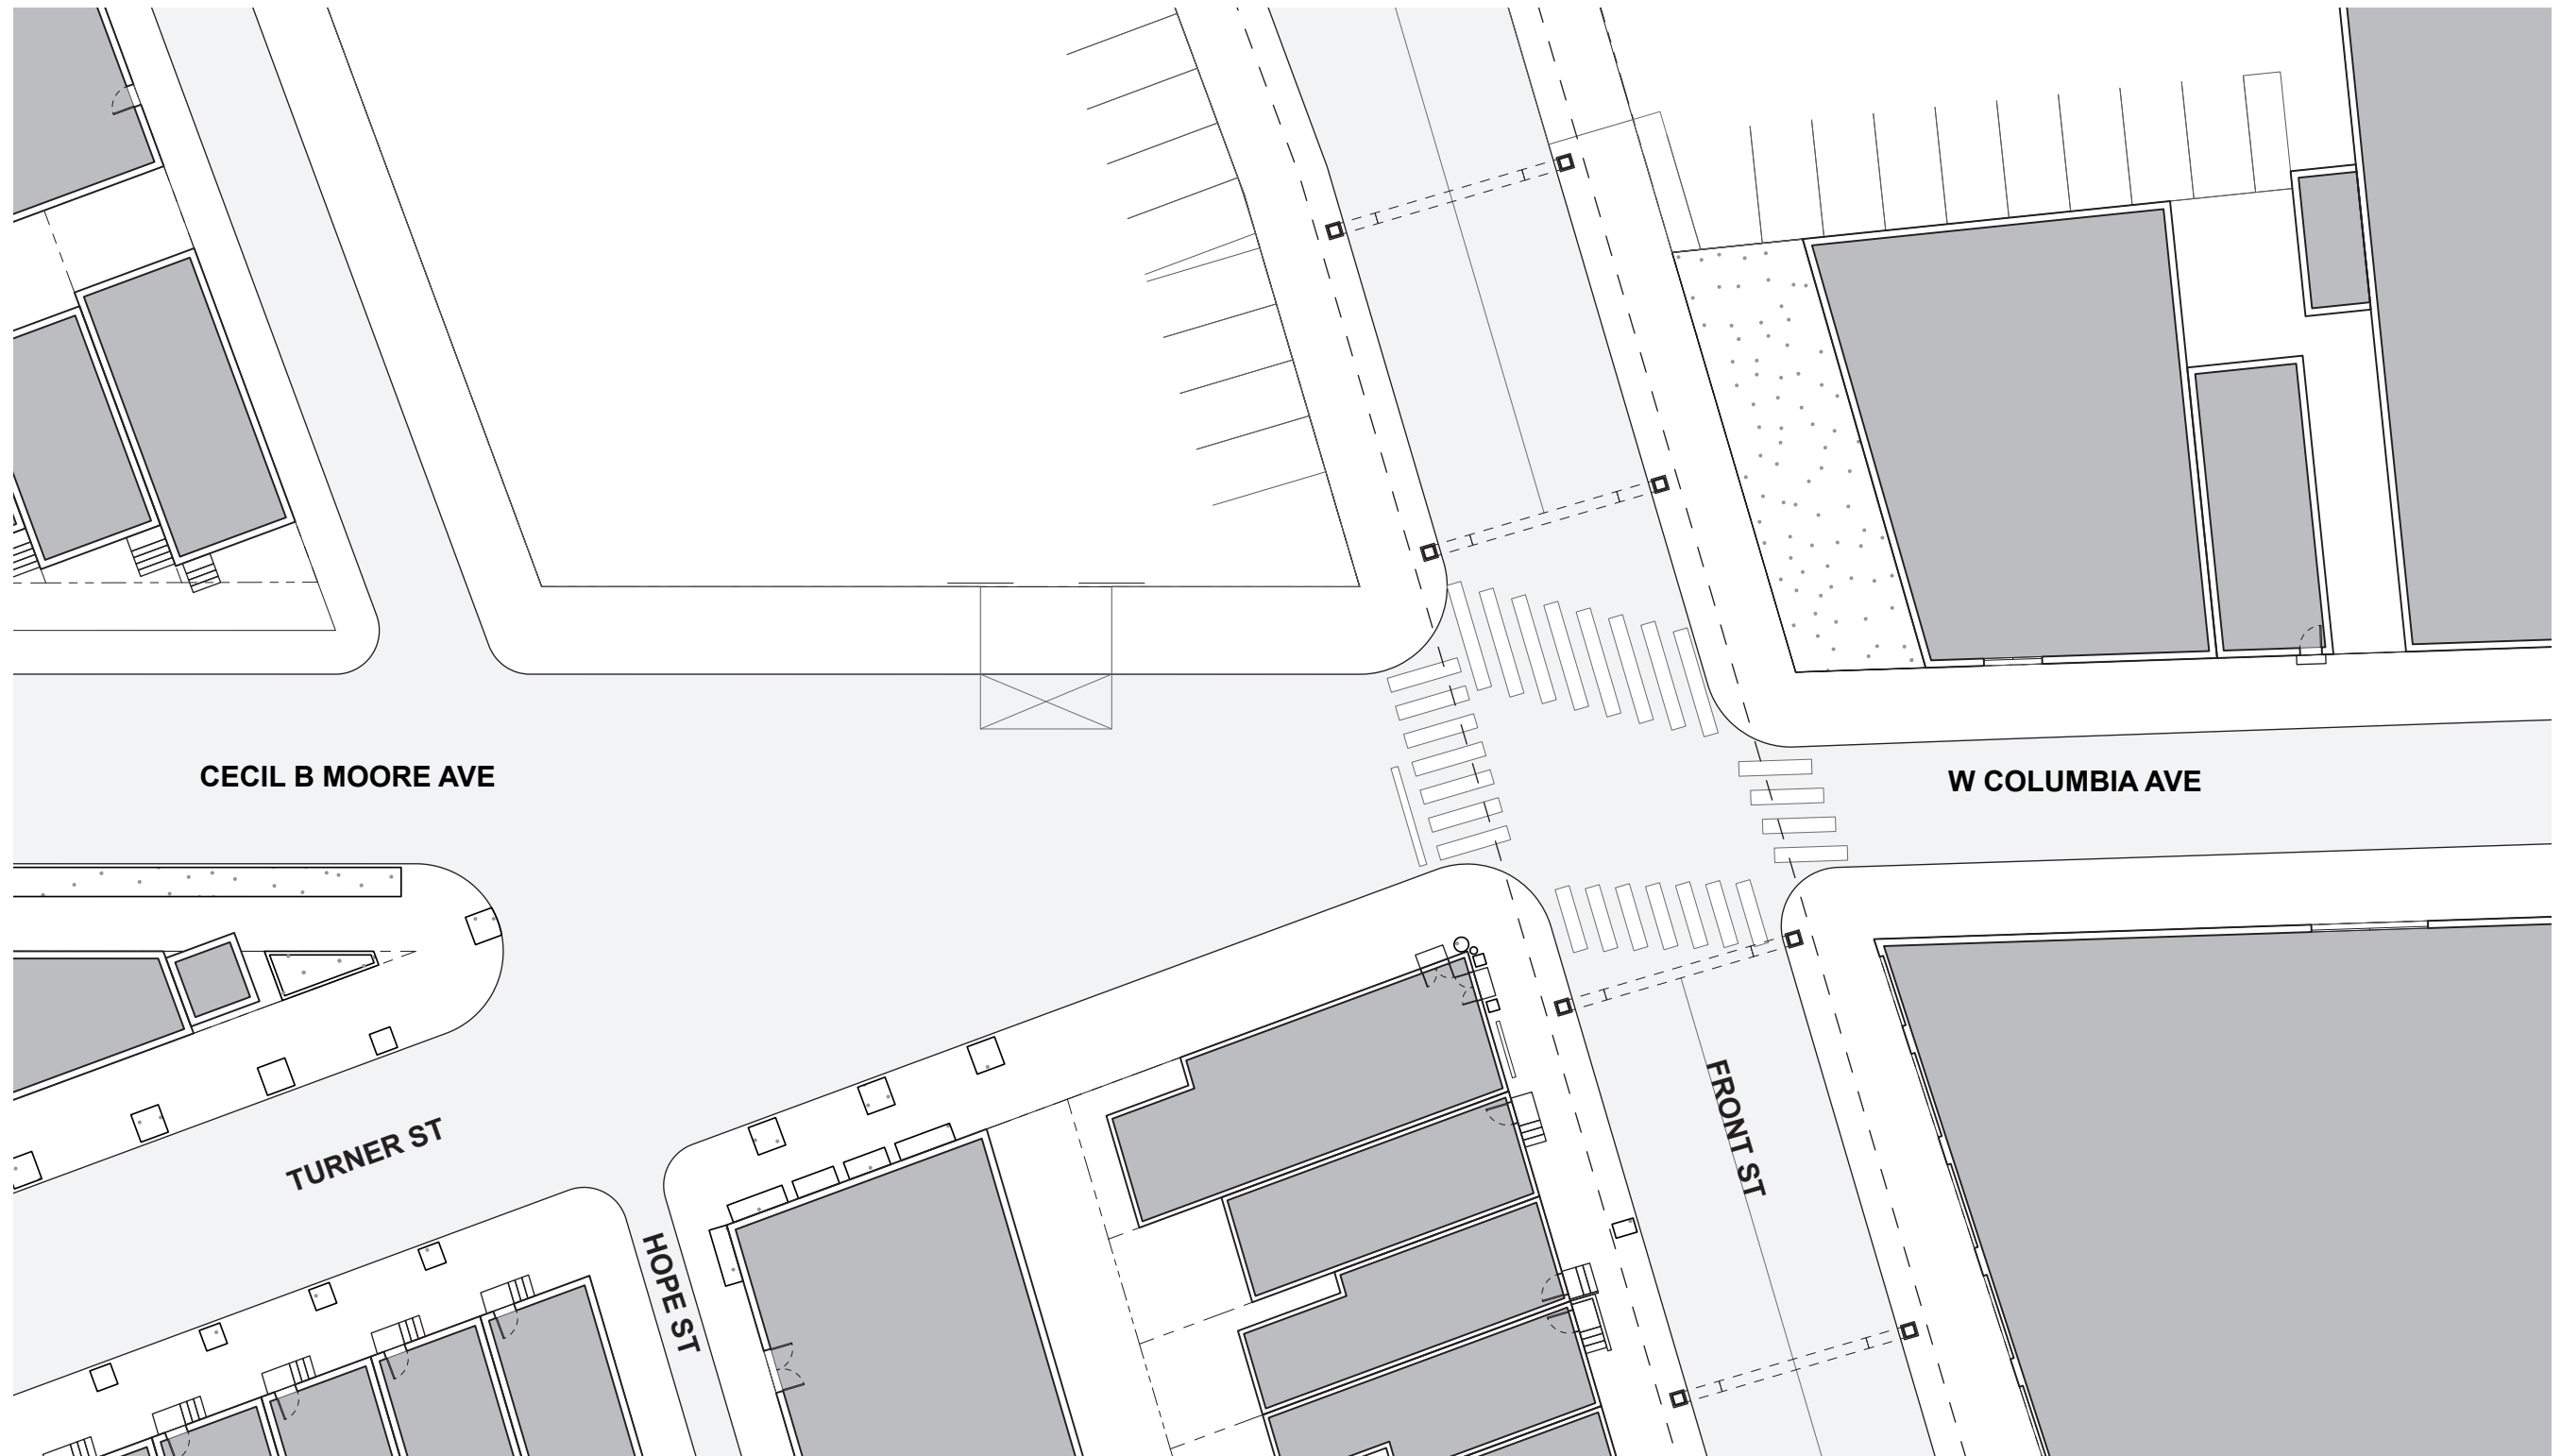 CECIL B MOORE AVE
W COLUMBIA AVE
TURNER ST
HOPE ST
FRONT ST